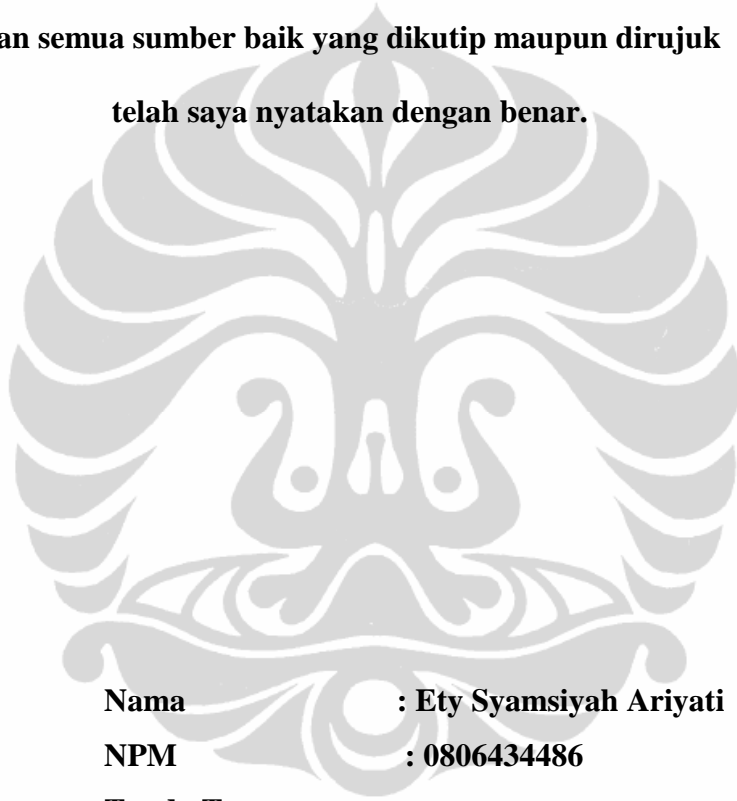 an semua sumber baik yang dikutip maupun dirujuk
telah saya nyatakan dengan benar.
Nama : Ety Syamsiyah Ariyati
NPM : 0806434486